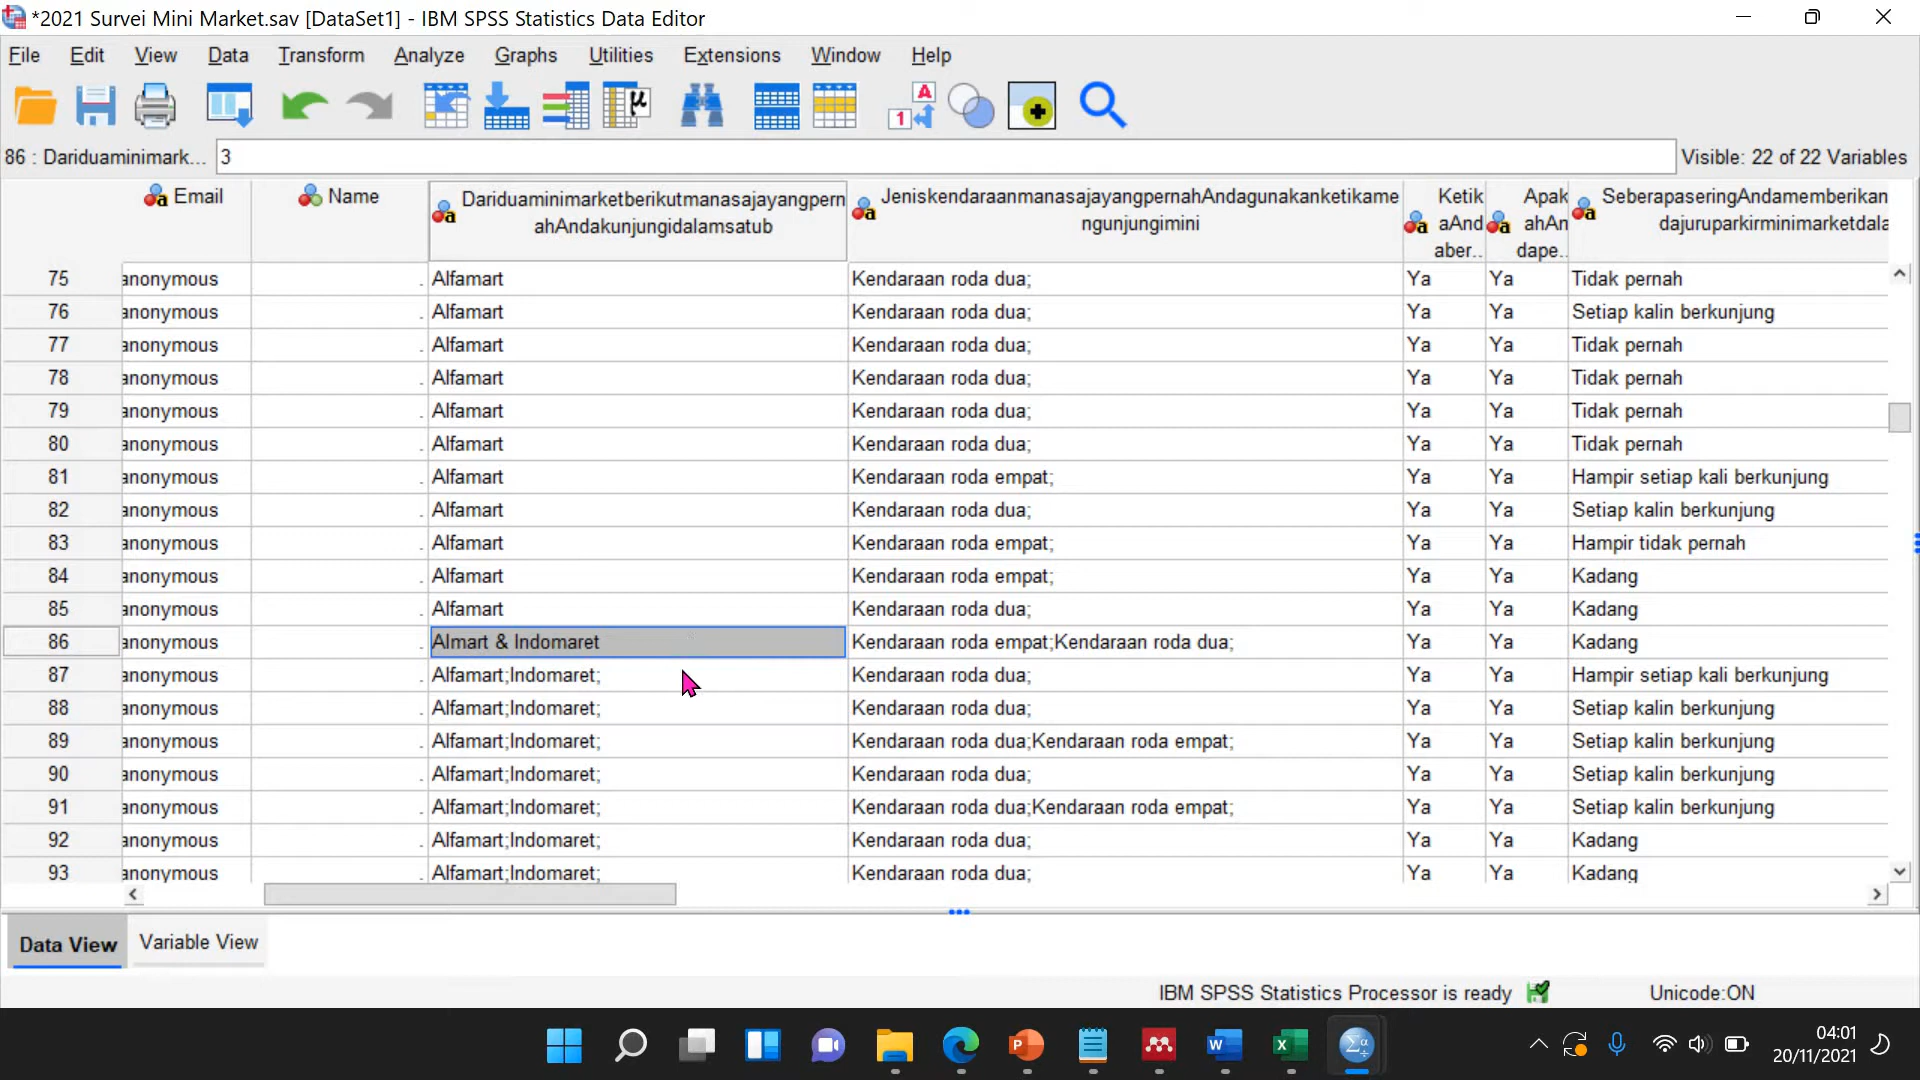 *2021 Survei Mini Market.sav [DataSet1] - IBM SPSS Statistics Data Editor
File Edit View Data Transform Analyze Graphs Utilities Extensions Window Help
86 : Dariduaminimark... 3 Visible: 22 of 22 Variables
Email Name DariduaminimarketberikutmanasajayangpernahAndakunjungidalamsatub JeniskendaraanmanasajayangpernahAndagunakanketikamengunjungimini KetikaAndaaber... ApakahAndape... SeberapaseringAndamemberikandajuruparkirminimarketdala
75 anonymous . Alfamart Kendaraan roda dua; Ya Ya Tidak pernah
76 anonymous . Alfamart Kendaraan roda dua; Ya Ya Setiap kalin berkunjung
77 anonymous . Alfamart Kendaraan roda dua; Ya Ya Tidak pernah
78 anonymous . Alfamart Kendaraan roda dua; Ya Ya Tidak pernah
79 anonymous . Alfamart Kendaraan roda dua; Ya Ya Tidak pernah
80 anonymous . Alfamart Kendaraan roda dua; Ya Ya Tidak pernah
81 anonymous . Alfamart Kendaraan roda empat; Ya Ya Hampir setiap kali berkunjung
82 anonymous . Alfamart Kendaraan roda dua; Ya Ya Setiap kalin berkunjung
83 anonymous . Alfamart Kendaraan roda empat; Ya Ya Hampir tidak pernah
84 anonymous . Alfamart Kendaraan roda empat; Ya Ya Kadang
85 anonymous . Alfamart Kendaraan roda dua; Ya Ya Kadang
86 anonymous . Almart & Indomaret Kendaraan roda empat;Kendaraan roda dua; Ya Ya Kadang
87 anonymous . Alfamart;Indomaret; Kendaraan roda dua; Ya Ya Hampir setiap kali berkunjung
88 anonymous . Alfamart;Indomaret; Kendaraan roda dua; Ya Ya Setiap kalin berkunjung
89 anonymous . Alfamart;Indomaret; Kendaraan roda dua;Kendaraan roda empat; Ya Ya Setiap kalin berkunjung
90 anonymous . Alfamart;Indomaret; Kendaraan roda dua; Ya Ya Setiap kalin berkunjung
91 anonymous . Alfamart;Indomaret; Kendaraan roda dua;Kendaraan roda empat; Ya Ya Setiap kalin berkunjung
92 anonymous . Alfamart;Indomaret; Kendaraan roda dua; Ya Ya Kadang
93 anonymous . Alfamart;Indomaret; Kendaraan roda dua; Ya Ya Kadang
Data View Variable View
IBM SPSS Statistics Processor is ready Unicode:ON
04:01
20/11/2021